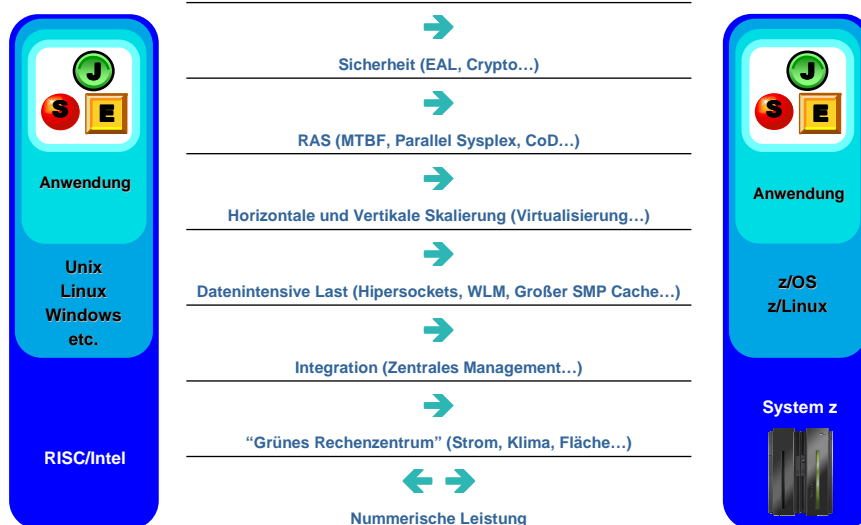 J
S E
Anwendung
Unix
Linux
Windows
etc.
RISC/Intel
Sicherheit (EAL, Crypto…)
RAS (MTBF, Parallel Sysplex, CoD…)
Horizontale und Vertikale Skalierung (Virtualisierung…)
Datenintensive Last (Hipersockets, WLM, Großer SMP Cache…)
Integration (Zentrales Management…)
“Grünes Rechenzentrum” (Strom, Klima, Fläche…)
Nummerische Leistung
J
S E
Anwendung
z/OS
z/Linux
System z